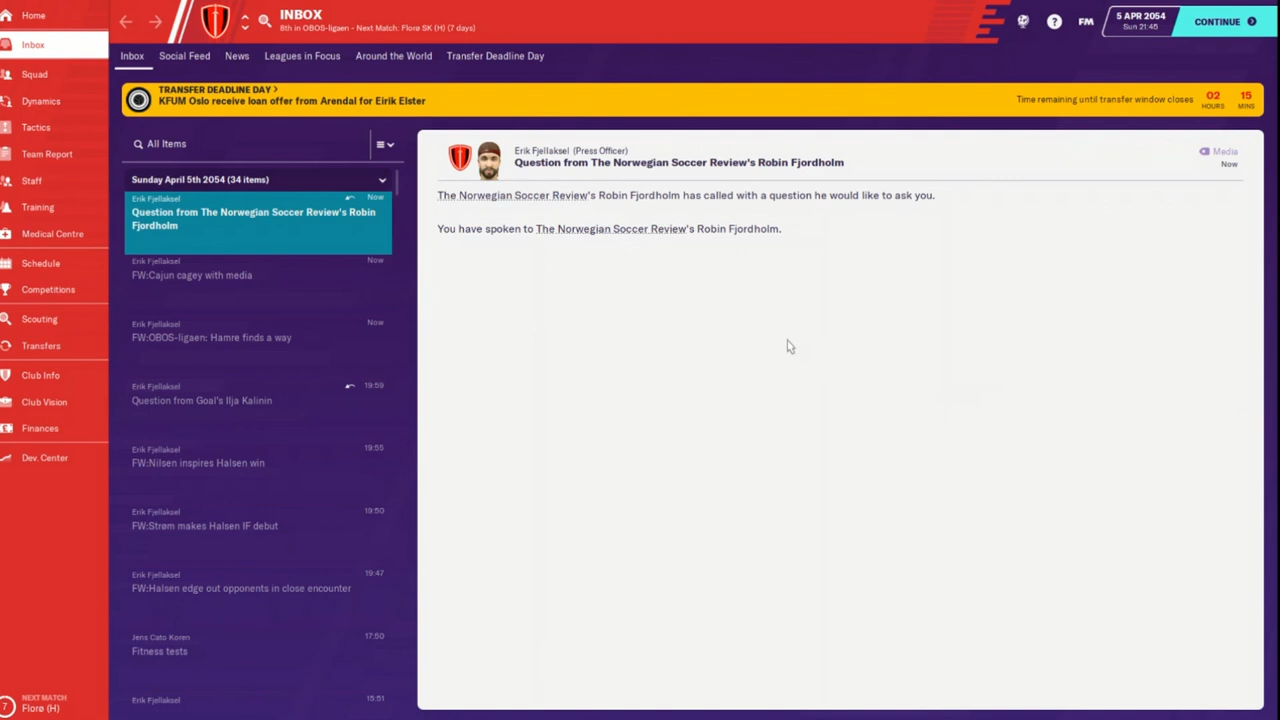 Home
Inbox
Squad
Dynamics
Tactics
Team Report
Staff
Training
Medical Centre
Schedule
Competitions
Scouting
Transfers
Club Info
Club Vision
Finances
Dev. Center
7
NEXT MATCH
Florø (H)
INBOX
8th in OBOS-ligaen - Next Match: Florø SK (H) (7 days)
?
FM
5 APR 2054
Sun 21:45
CONTINUE
Inbox
Social Feed
News
Leagues in Focus
Around the World
Transfer Deadline Day
TRANSFER DEADLINE DAY >
KFUM Oslo receive loan offer from Arendal for Eirik Elster
Time remaining until transfer window closes
02
HOURS
15
MINS
All Items
Sunday April 5th 2054 (34 items)
Erik Fjellaksel
Now
Question from The Norwegian Soccer Review's Robin
Fjordholm
Erik Fjellaksel
Now
FW:Cajun cagey with media
Erik Fjellaksel
Now
FW:OBOS-ligaen: Hamre finds a way
Erik Fjellaksel
19:59
Question from Goal's Ilja Kalinin
Erik Fjellaksel
19:55
FW:Nilsen inspires Halsen win
Erik Fjellaksel
19:50
FW:Strøm makes Halsen IF debut
Erik Fjellaksel
19:47
FW:Halsen edge out opponents in close encounter
Jens Cato Koren
17:50
Fitness tests
Erik Fjellaksel
15:51
Erik Fjellaksel (Press Officer)
Question from The Norwegian Soccer Review's Robin Fjordholm
Media
Now
The Norwegian Soccer Review's Robin Fjordholm has called with a question he would like to ask you.
You have spoken to The Norwegian Soccer Review's Robin Fjordholm.